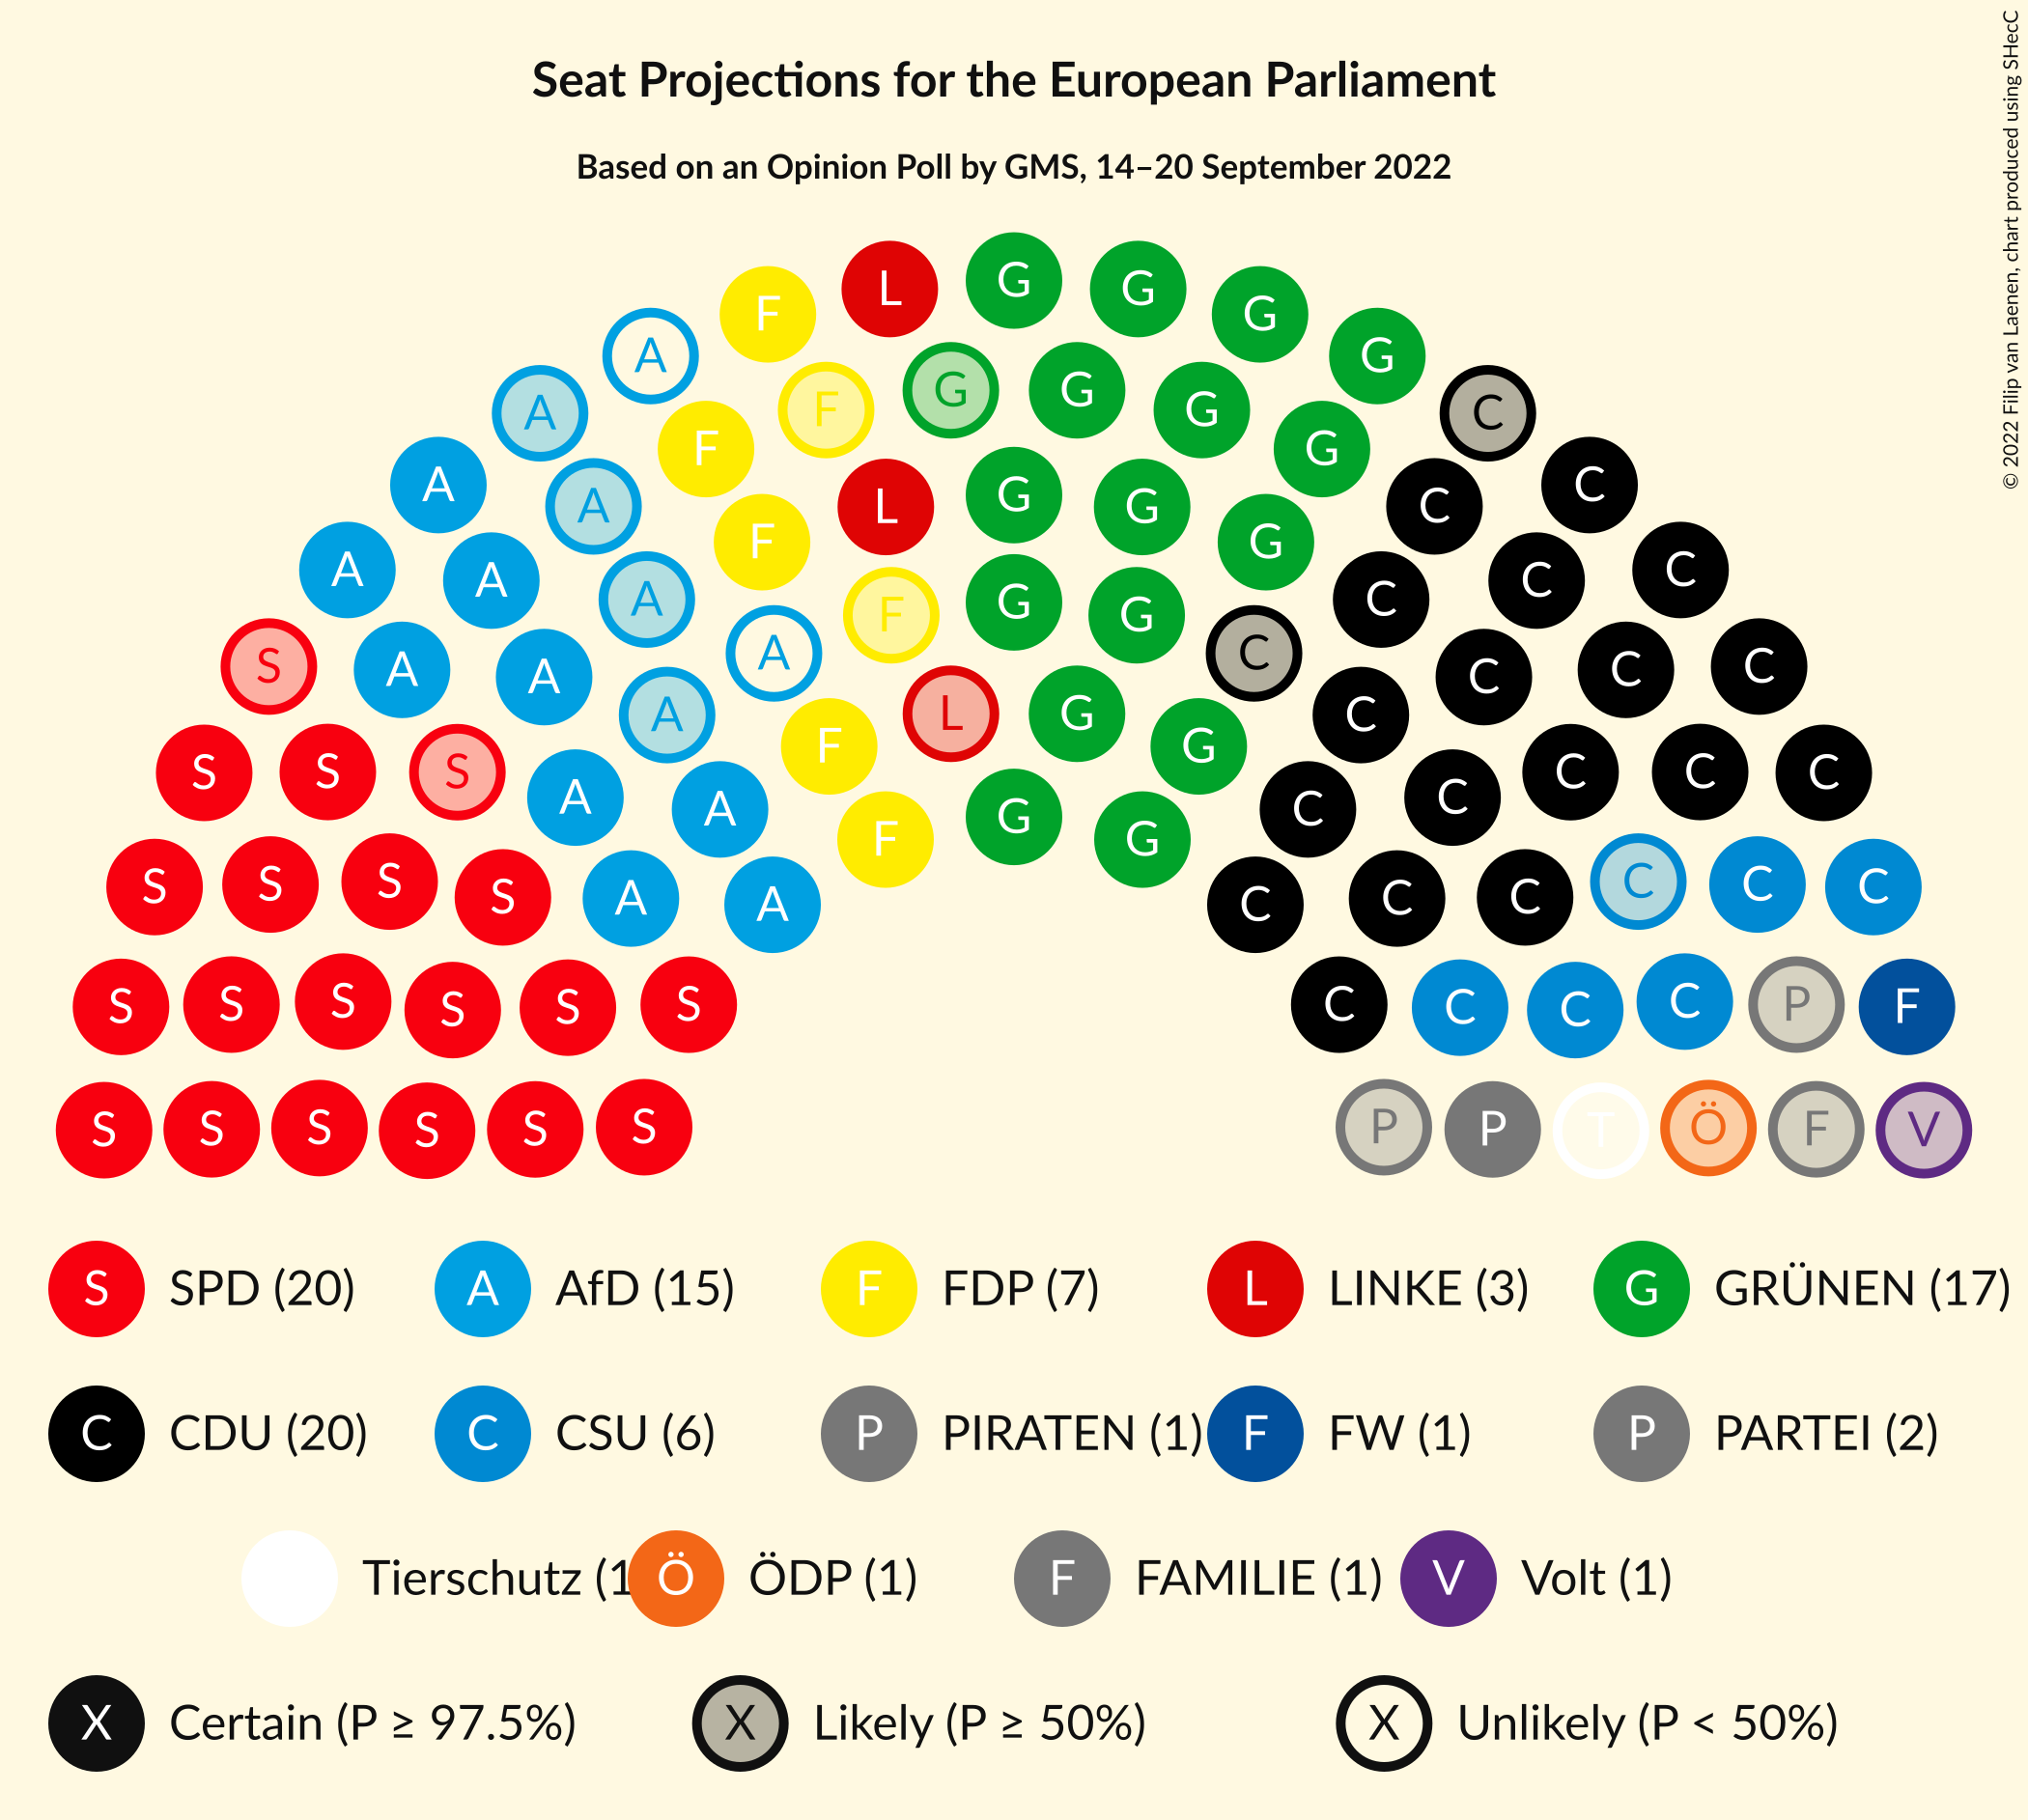 © 2022 Filip van Laenen, chart produced using SHecC
Seat Projections for the European Parliament
Based on an Opinion Poll by GMS, 14–20 September 2022
L G G
F G
A G
G G
A F G C
F G
A G C
A L G C
F G
A C
A C
A G C
F G
A C
S C
A A C C
A L G C
F G
S S S C C C
A A C C
G
F G
S S S S A C C C C C
A A C C
S S S S S S C C C C P F
S S S S S S P P T Ö F V
S SPD (20) A AfD (15) F FDP (7) L LINKE (3) G GRÜNEN (17)
C CDU (20) C CSU (6) P PIRATEN (1) F FW (1) P PARTEI (2)
Tierschutz (1 Ö ÖDP (1) F FAMILIE (1) V Volt (1)
X Certain (P ≥ 97.5%) X Likely (P ≥ 50%) X Unlikely (P < 50%)